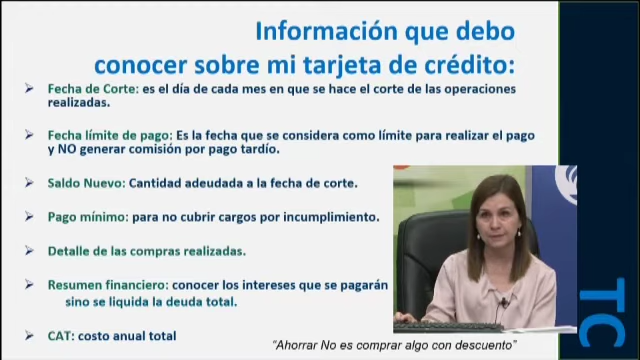 Información que debo
conocer sobre mi tarjeta de crédito:
Fecha de Corte: es el día de cada mes en que se hace el corte de las operaciones
realizadas.
Fecha límite de pago: Es la fecha que se considera como límite para realizar el pago
y NO generar comisión por pago tardío.
Saldo Nuevo: Cantidad adeudada a la fecha de corte.
Pago mínimo: para no cubrir cargos por incumplimiento.
Detalle de las compras realizadas.
Resumen financiero: conocer los intereses que se pagarán
sino se liquida la deuda total.
CAT: costo anual total
“Ahorrar No es comprar algo con descuento”
TC